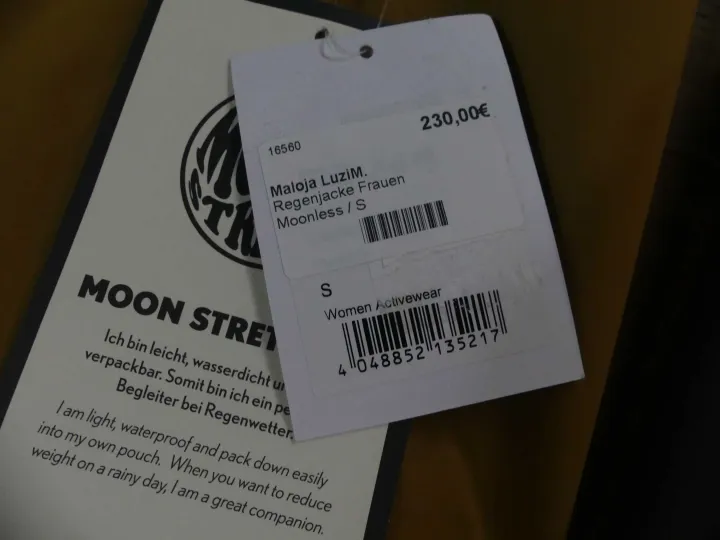 MOON STRET
Ich bin leicht, wasserdicht
verpackbar. Somit bin ich ein
Begleiter bei Regenwetter.
I am light, waterproof and pack down easily
into my own pouch. When you want to reduce
weight on a rainy day, I am a great companion.
230,00€
16560
Maloja LuziM.
Regenjacke Frauen
Moonless / S
S
Women Activewear
4 048852 135217